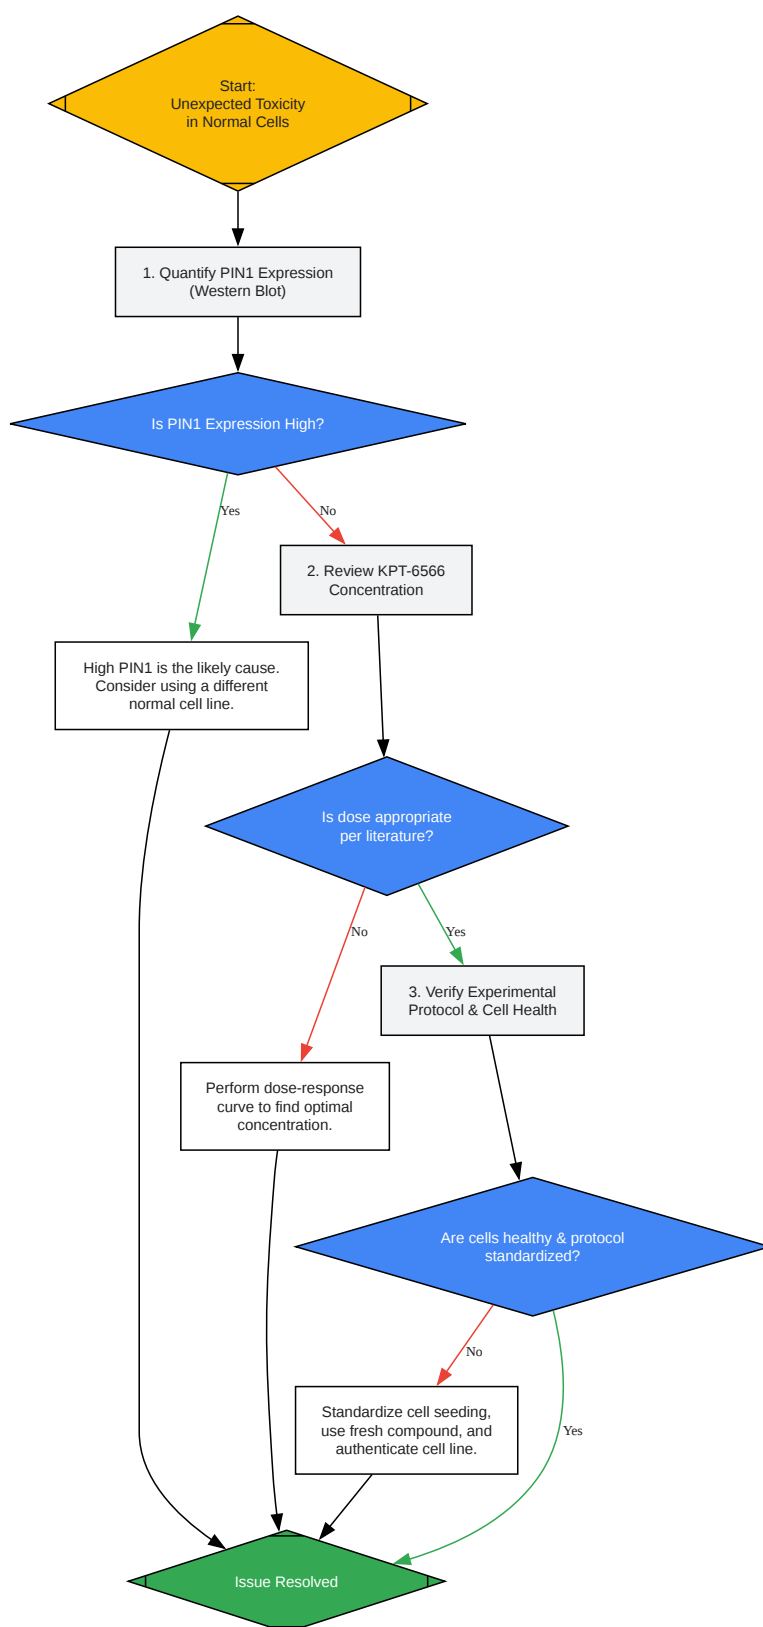 Start:
Unexpected Toxicity
in Normal Cells
1. Quantify PIN1 Expression
(Western Blot)
Is PIN1 Expression High?
Yes
No
2. Review KPT-6566
Concentration
High PIN1 is the likely cause.
Consider using a different
normal cell line.
Is dose appropriate
per literature?
No
Yes
3. Verify Experimental
Protocol & Cell Health
Perform dose-response
curve to find optimal
concentration.
Are cells healthy & protocol
standardized?
No
Yes
Standardize cell seeding,
use fresh compound, and
authenticate cell line.
Issue Resolved